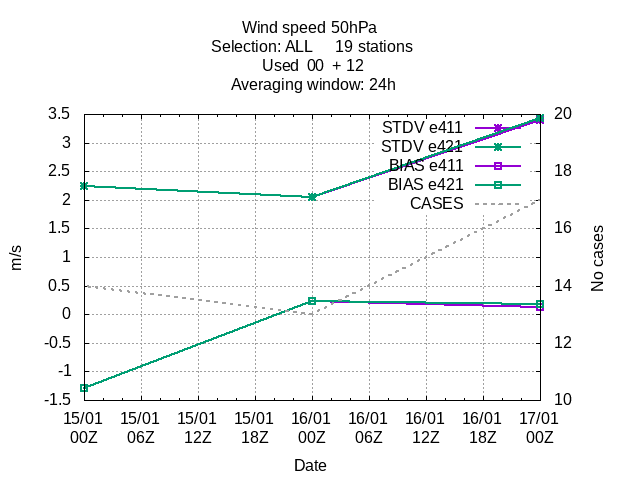 Wind speed 50hPa
Selection: ALL     19 stations
Used  00  + 12
Averaging window: 24h
3.5
3
2.5
2
1.5
1
0.5
0
-0.5
-1
-1.5
m/s
STDV e411
STDV e421
BIAS e411
BIAS e421
CASES
20
18
16
14
12
10
No cases
15/01 15/01 15/01 15/01 16/01 16/01 16/01 16/01 17/01
00Z 06Z 12Z 18Z 00Z 06Z 12Z 18Z 00Z
Date